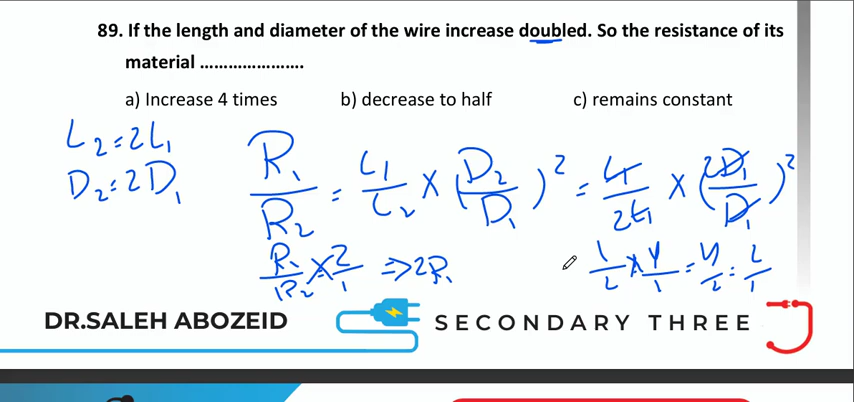 89. If the length and diameter of the wire increase doubled. So the resistance of its
material .....................
a) Increase 4 times b) decrease to half c) remains constant
L₂=2L₁
D₂=2D₁
R₁/R₂ = L₁/L₂ × (D₂/D₁)² = L₁/2L₁ × (2D₁/D₁)²
R₁/R₂ = 2/1 ⇒ 2R₁
1/2 × 4/1 = 4/2 = 2/1
DR.SALEH ABOZEID
SECONDARY THREE